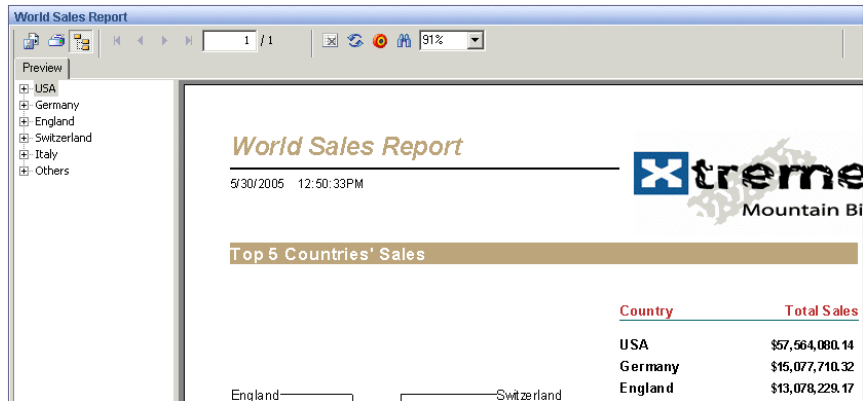 World Sales Report
1 /1 91%
Preview
USA
Germany
England
Switzerland
Italy
Others
World Sales Report
5/30/2005 12:50:33PM
Xtreme
Mountain Bi
Top 5 Countries' Sales
Country Total Sales
USA $57,564,080.14
Germany $15,077,710.32
England $13,078,229.17
England Switzerland